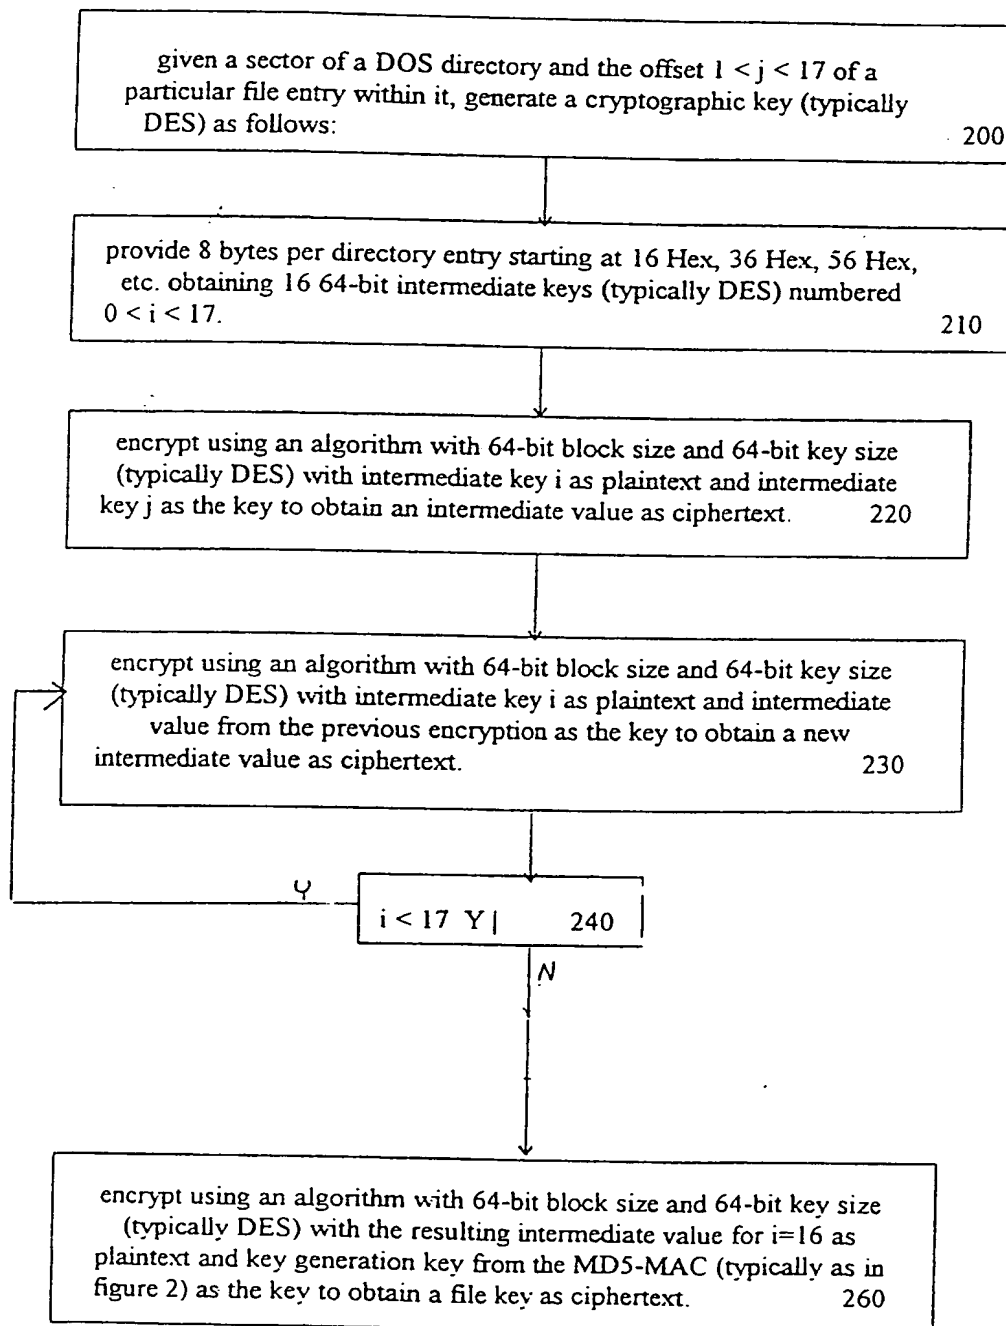 given a sector of a DOS directory and the offset 1 < j < 17 of a
particular file entry within it, generate a cryptographic key (typically
DES) as follows:
200
provide 8 bytes per directory entry starting at 16 Hex, 36 Hex, 56 Hex,
etc. obtaining 16 64-bit intermediate keys (typically DES) numbered
0 < i < 17.
210
encrypt using an algorithm with 64-bit block size and 64-bit key size
(typically DES) with intermediate key i as plaintext and intermediate
key j as the key to obtain an intermediate value as ciphertext. 220
encrypt using an algorithm with 64-bit block size and 64-bit key size
(typically DES) with intermediate key i as plaintext and intermediate
value from the previous encryption as the key to obtain a new
intermediate value as ciphertext. 230
Y
i < 17 Y | 240
N
encrypt using an algorithm with 64-bit block size and 64-bit key size
(typically DES) with the resulting intermediate value for i=16 as
plaintext and key generation key from the MD5-MAC (typically as in
figure 2) as the key to obtain a file key as ciphertext. 260